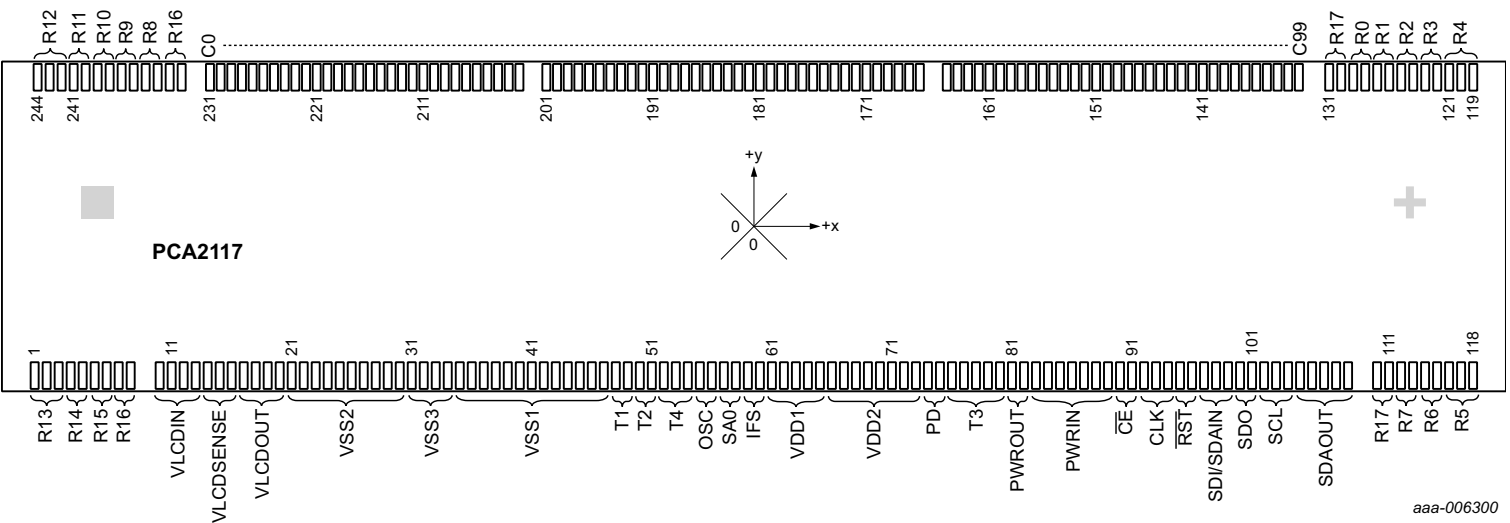 R12 R11 R10 R9 R8 R16 C0 C99 R17 R0 R1 R2 R3 R4
244 241 231 221 211 201 191 181 171 161 151 141 131 121 119
+y
0 +x
0
PCA2117
1 11 21 31 41 51 61 71 81 91 101 111 118
R13 R14 R15 R16 VLCDIN VLCDSENSE VLCDOUT VSS2 VSS3 VSS1 T1 T2 T4 OSC SA0 IFS VDD1 VDD2 PD T3 PWROUT PWRIN CE CLK RST SDI/SDAIN SDO SCL SDAOUT R17 R7 R6 R5
aaa-006300